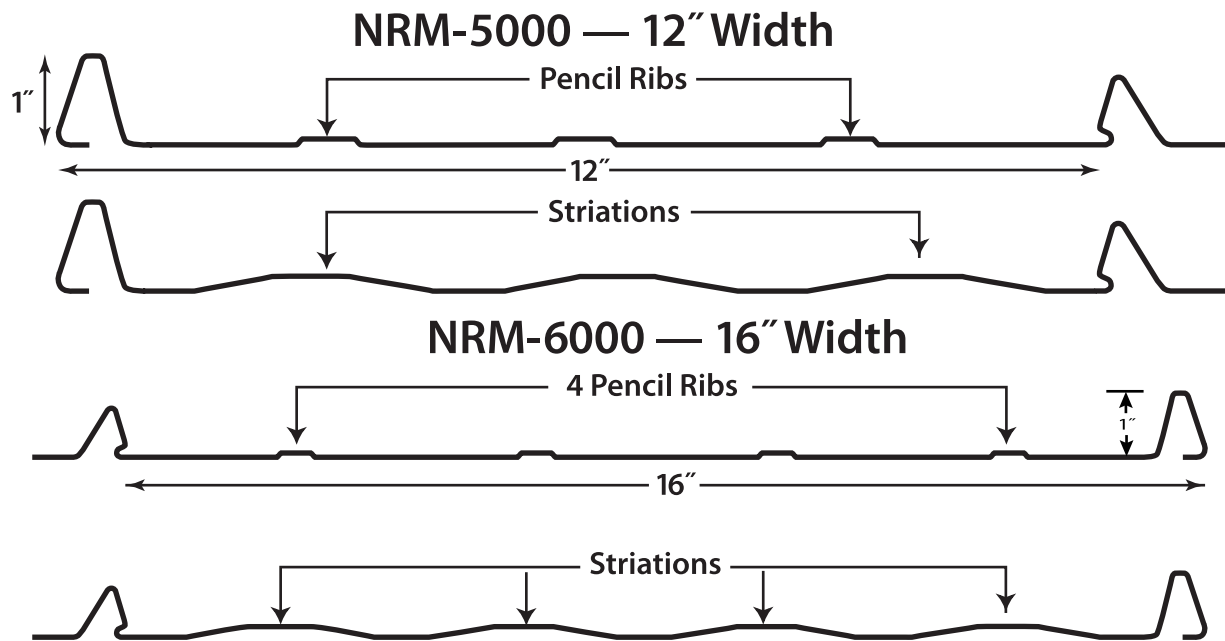 NRM-5000 — 12″ Width
Pencil Ribs
1″
12″
Striations
NRM-6000 — 16″ Width
4 Pencil Ribs
1″
16″
Striations